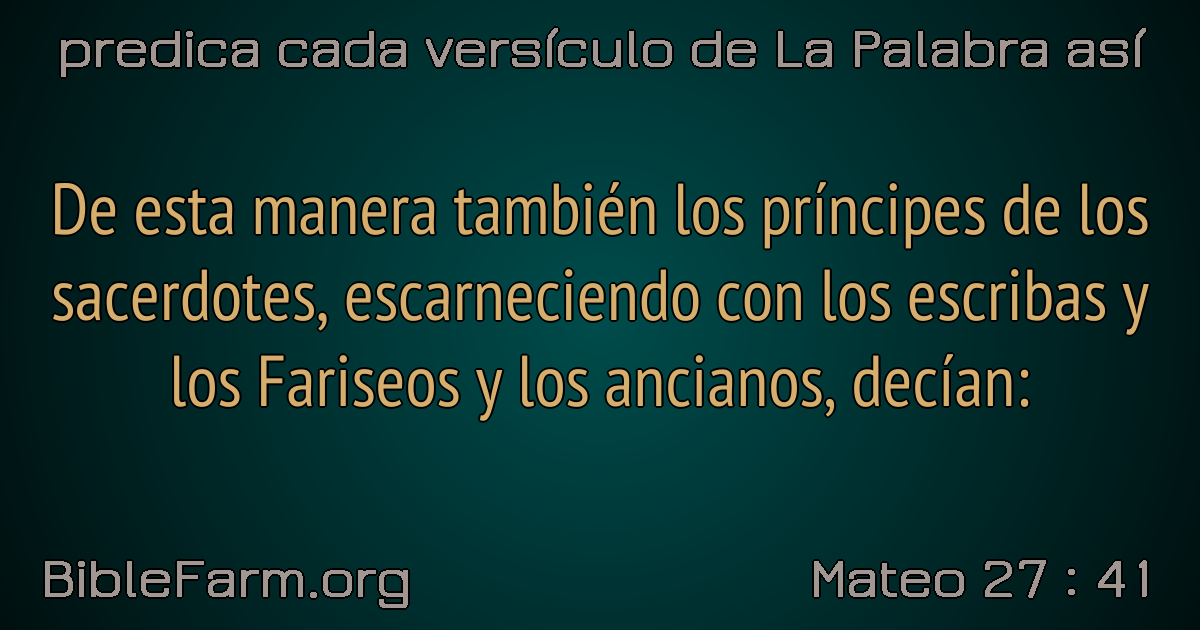 predica cada versículo de La Palabra así
De esta manera también los príncipes de los
sacerdotes, escarneciendo con los escribas y
los Fariseos y los ancianos, decían:
BibleFarm.org
Mateo 27 : 41